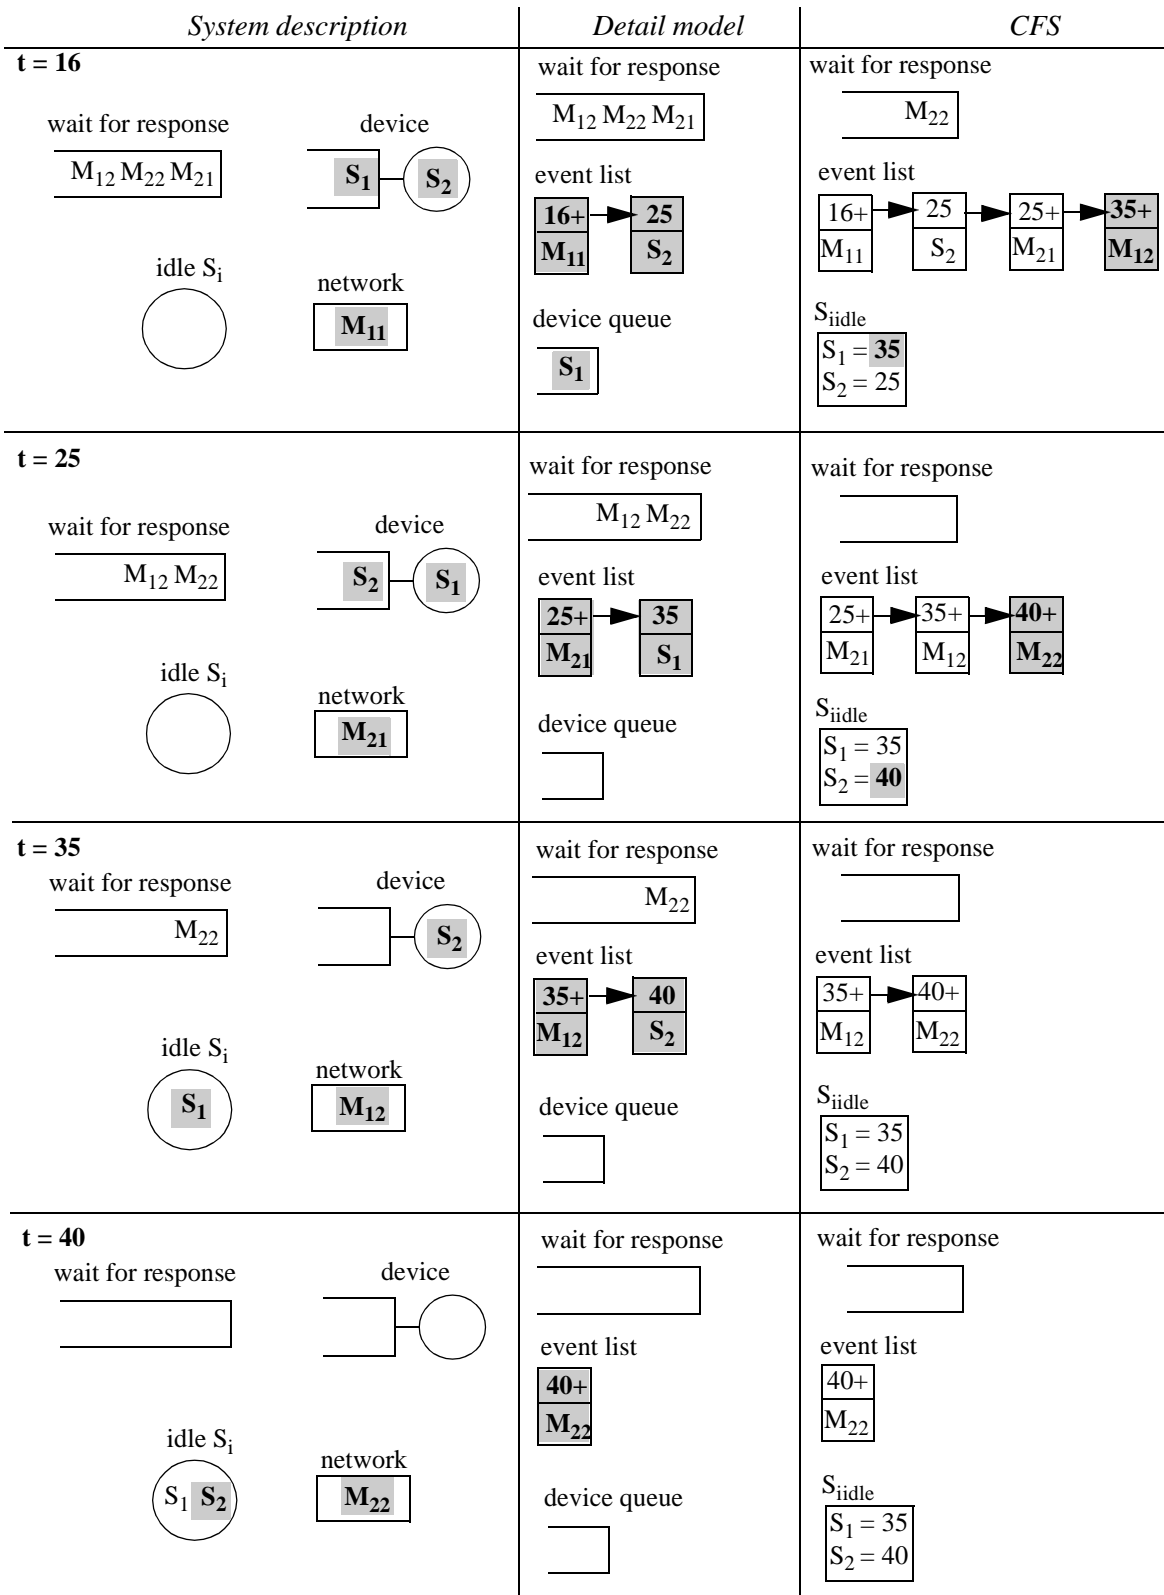 System description Detail model CFS
t = 16
wait for response
M12 M22 M21
device
S1 S2
idle Si
network
M11
wait for response
M12 M22 M21
event list
16+ 25
M11 S2
device queue
S1
wait for response
M22
event list
16+ 25 25+ 35+
M11 S2 M21 M12
Siidle
S1 = 35
S2 = 25
t = 25
wait for response
M12 M22
device
S2 S1
idle Si
network
M21
wait for response
M12 M22
event list
25+ 35
M21 S1
device queue
wait for response
event list
25+ 35+ 40+
M21 M12 M22
Siidle
S1 = 35
S2 = 40
t = 35
wait for response
M22
device
S2
idle Si
S1
network
M12
wait for response
M22
event list
35+ 40
M12 S2
device queue
wait for response
event list
35+ 40+
M12 M22
Siidle
S1 = 35
S2 = 40
t = 40
wait for response
device
idle Si
S1 S2
network
M22
wait for response
event list
40+
M22
device queue
wait for response
event list
40+
M22
Siidle
S1 = 35
S2 = 40